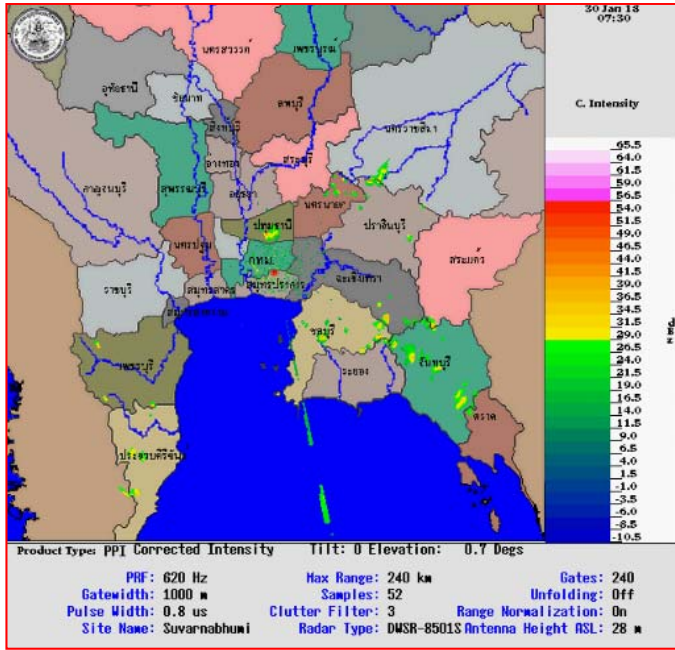 30 Jan 18
07:30
C. Intensity
นครสวรรค์
เพชรบูรณ์
อุทัยธานี
ชัยนาท
ลพบุรี
สิงห์บุรี
นครราชสีมา
อ่างทอง
สระบุรี
กาญจนบุรี
สุพรรณบุรี
อยุธยา
นครนายก
ปราจีนบุรี
ปทุมธานี
นครปฐม
สระแก้ว
กทม.
ฉะเชิงเทรา
ราชบุรี
สมุทรสาคร
สมุทรปราการ
ชลบุรี
เพชรบุรี
จันทบุรี
ระยอง
ตราด
ประจวบคีรีขันธ์
65.5
64.0
61.5
59.0
56.5
54.0
51.5
49.0
46.5
44.0
41.5
39.0
36.5
34.0
31.5
29.0
26.5
24.0
21.5
19.0
16.5
14.0
11.5
9.0
6.5
4.0
1.5
-1.0
-3.5
-6.0
-8.5
-10.5
Product Type: PPI Corrected Intensity Tilt: 0 Elevation: 0.7 Degs
PRF: 620 Hz Max Range: 240 km Gates: 240
Gatewidth: 1000 m Samples: 52 Unfolding: Off
Pulse Width: 0.8 us Clutter Filter: 3 Range Normalization: On
Site Name: Suvarnabhumi Radar Type: DWSR-8501S Antenna Height ASL: 28 m